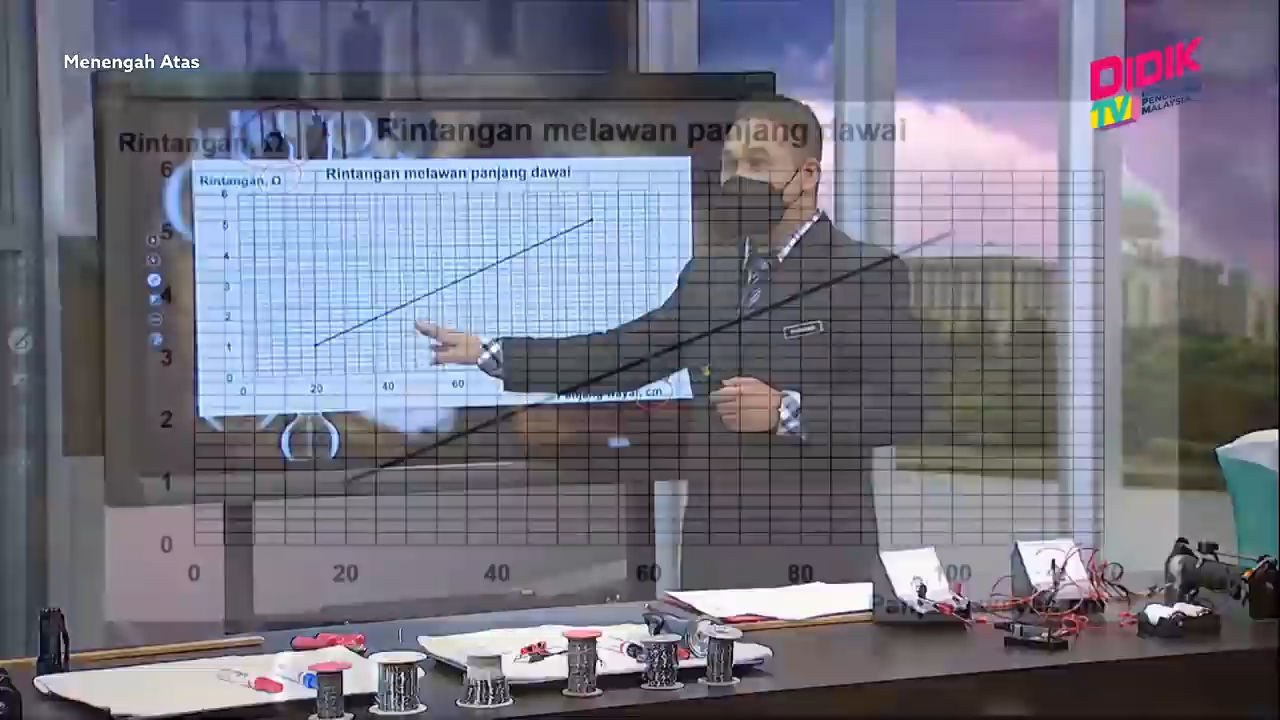 Menengah Atas
DIDIK
TV
MALAYSIA
Rintangan, Ω
Rintangan melawan panjang dawai
6
5
4
3
2
1
0
0 20 40 60 80 100
Rintangan, Ω
Rintangan melawan panjang dawai
6
5
4
3
2
1
0
0 20 40 60
cm